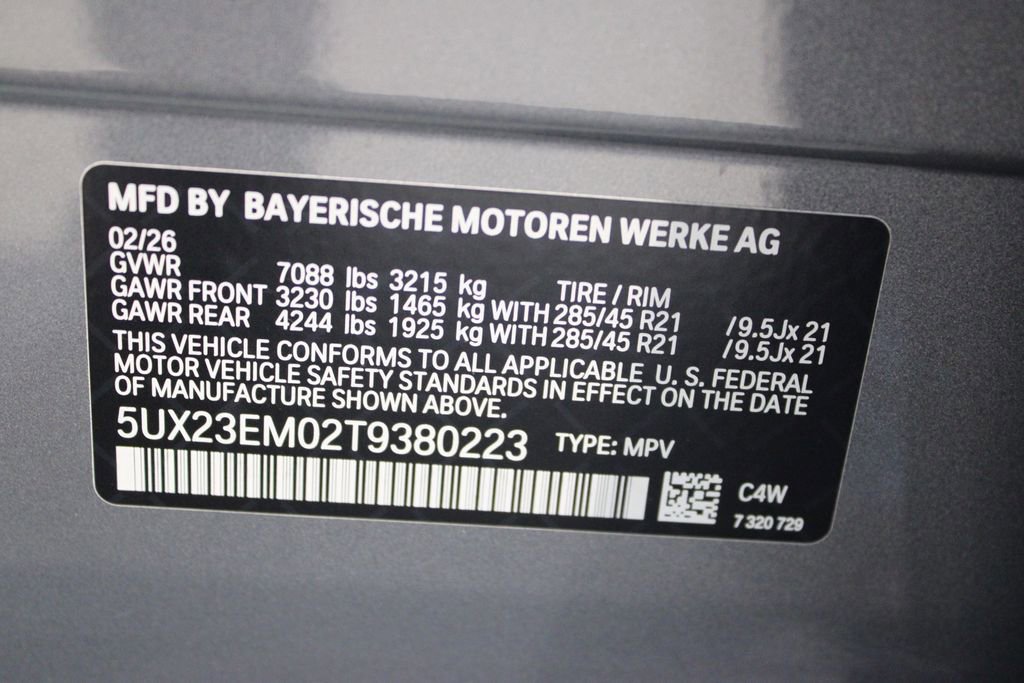 MFD BY BAYERISCHE MOTOREN WERKE AG
02/26
GVWR 7088 lbs 3215 kg TIRE / RIM
GAWR FRONT 3230 lbs 1465 kg WITH 285/45 R21 /9.5Jx 21
GAWR REAR 4244 lbs 1925 kg WITH 285/45 R21 /9.5Jx 21
THIS VEHICLE CONFORMS TO ALL APPLICABLE U. S. FEDERAL
MOTOR VEHICLE SAFETY STANDARDS IN EFFECT ON THE DATE
OF MANUFACTURE SHOWN ABOVE.
5UX23EM02T9380223 TYPE: MPV
C4W
7 320 729